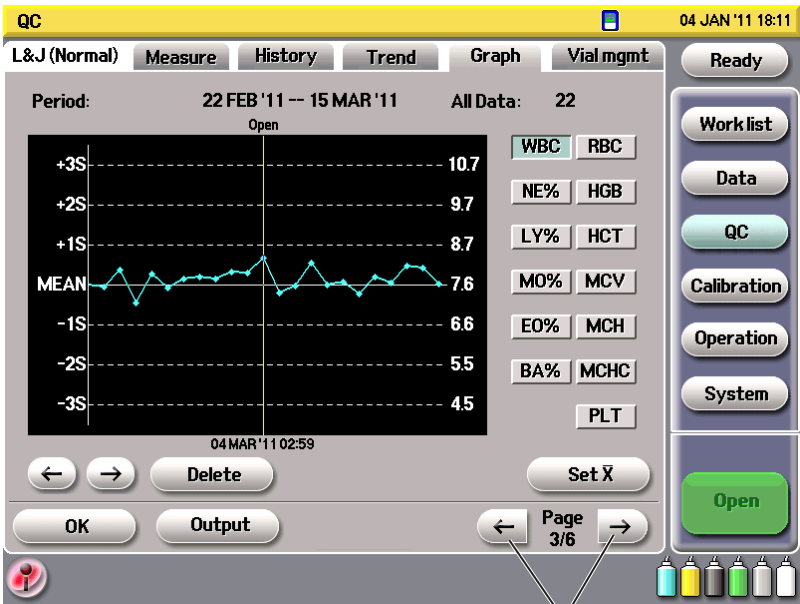 QC 04 JAN '11 18:11
L&J (Normal) Measure History Trend Graph Vial mgmt Ready
Period: 22 FEB '11 -- 15 MAR '11 All Data: 22
Open
+3S 10.7
+2S 9.7
+1S 8.7
MEAN 7.6
-1S 6.6
-2S 5.5
-3S 4.5
04 MAR '11 02:59
WBC RBC
NE% HGB
LY% HCT
MO% MCV
EO% MCH
BA% MCHC
PLT
← → Delete Set X̅
OK Output ← Page →
3/6
Work list
Data
QC
Calibration
Operation
System
Open